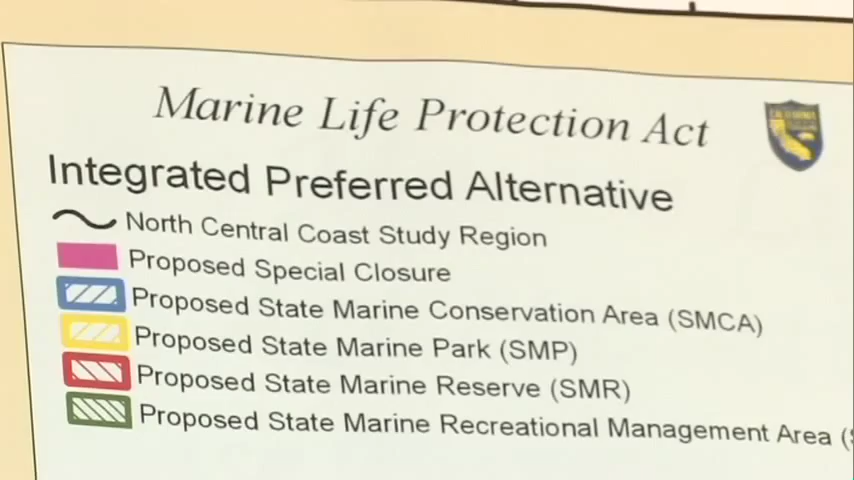 Marine Life Protection Act
CALIFORNIA
Integrated Preferred Alternative
North Central Coast Study Region
Proposed Special Closure
Proposed State Marine Conservation Area (SMCA)
Proposed State Marine Park (SMP)
Proposed State Marine Reserve (SMR)
Proposed State Marine Recreational Management Area (